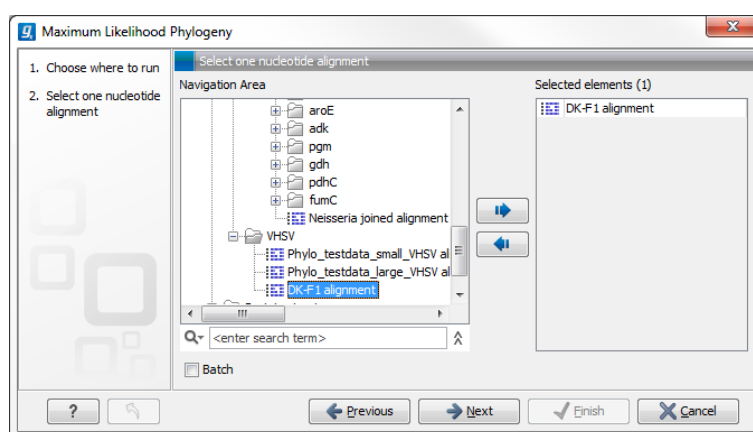 Maximum Likelihood Phylogeny
1. Choose where to run
2. Select one nucleotide
alignment
Select one nucleotide alignment
Navigation Area
aroE
adk
pgm
gdh
pdhC
fumC
Neisseria joined alignment
VHSV
Phylo_testdata_small_VHSV al
Phylo_testdata_large_VHSV al
DK-F1 alignment
<enter search term>
Batch
Selected elements (1)
DK-F1 alignment
?
Previous
Next
Finish
Cancel